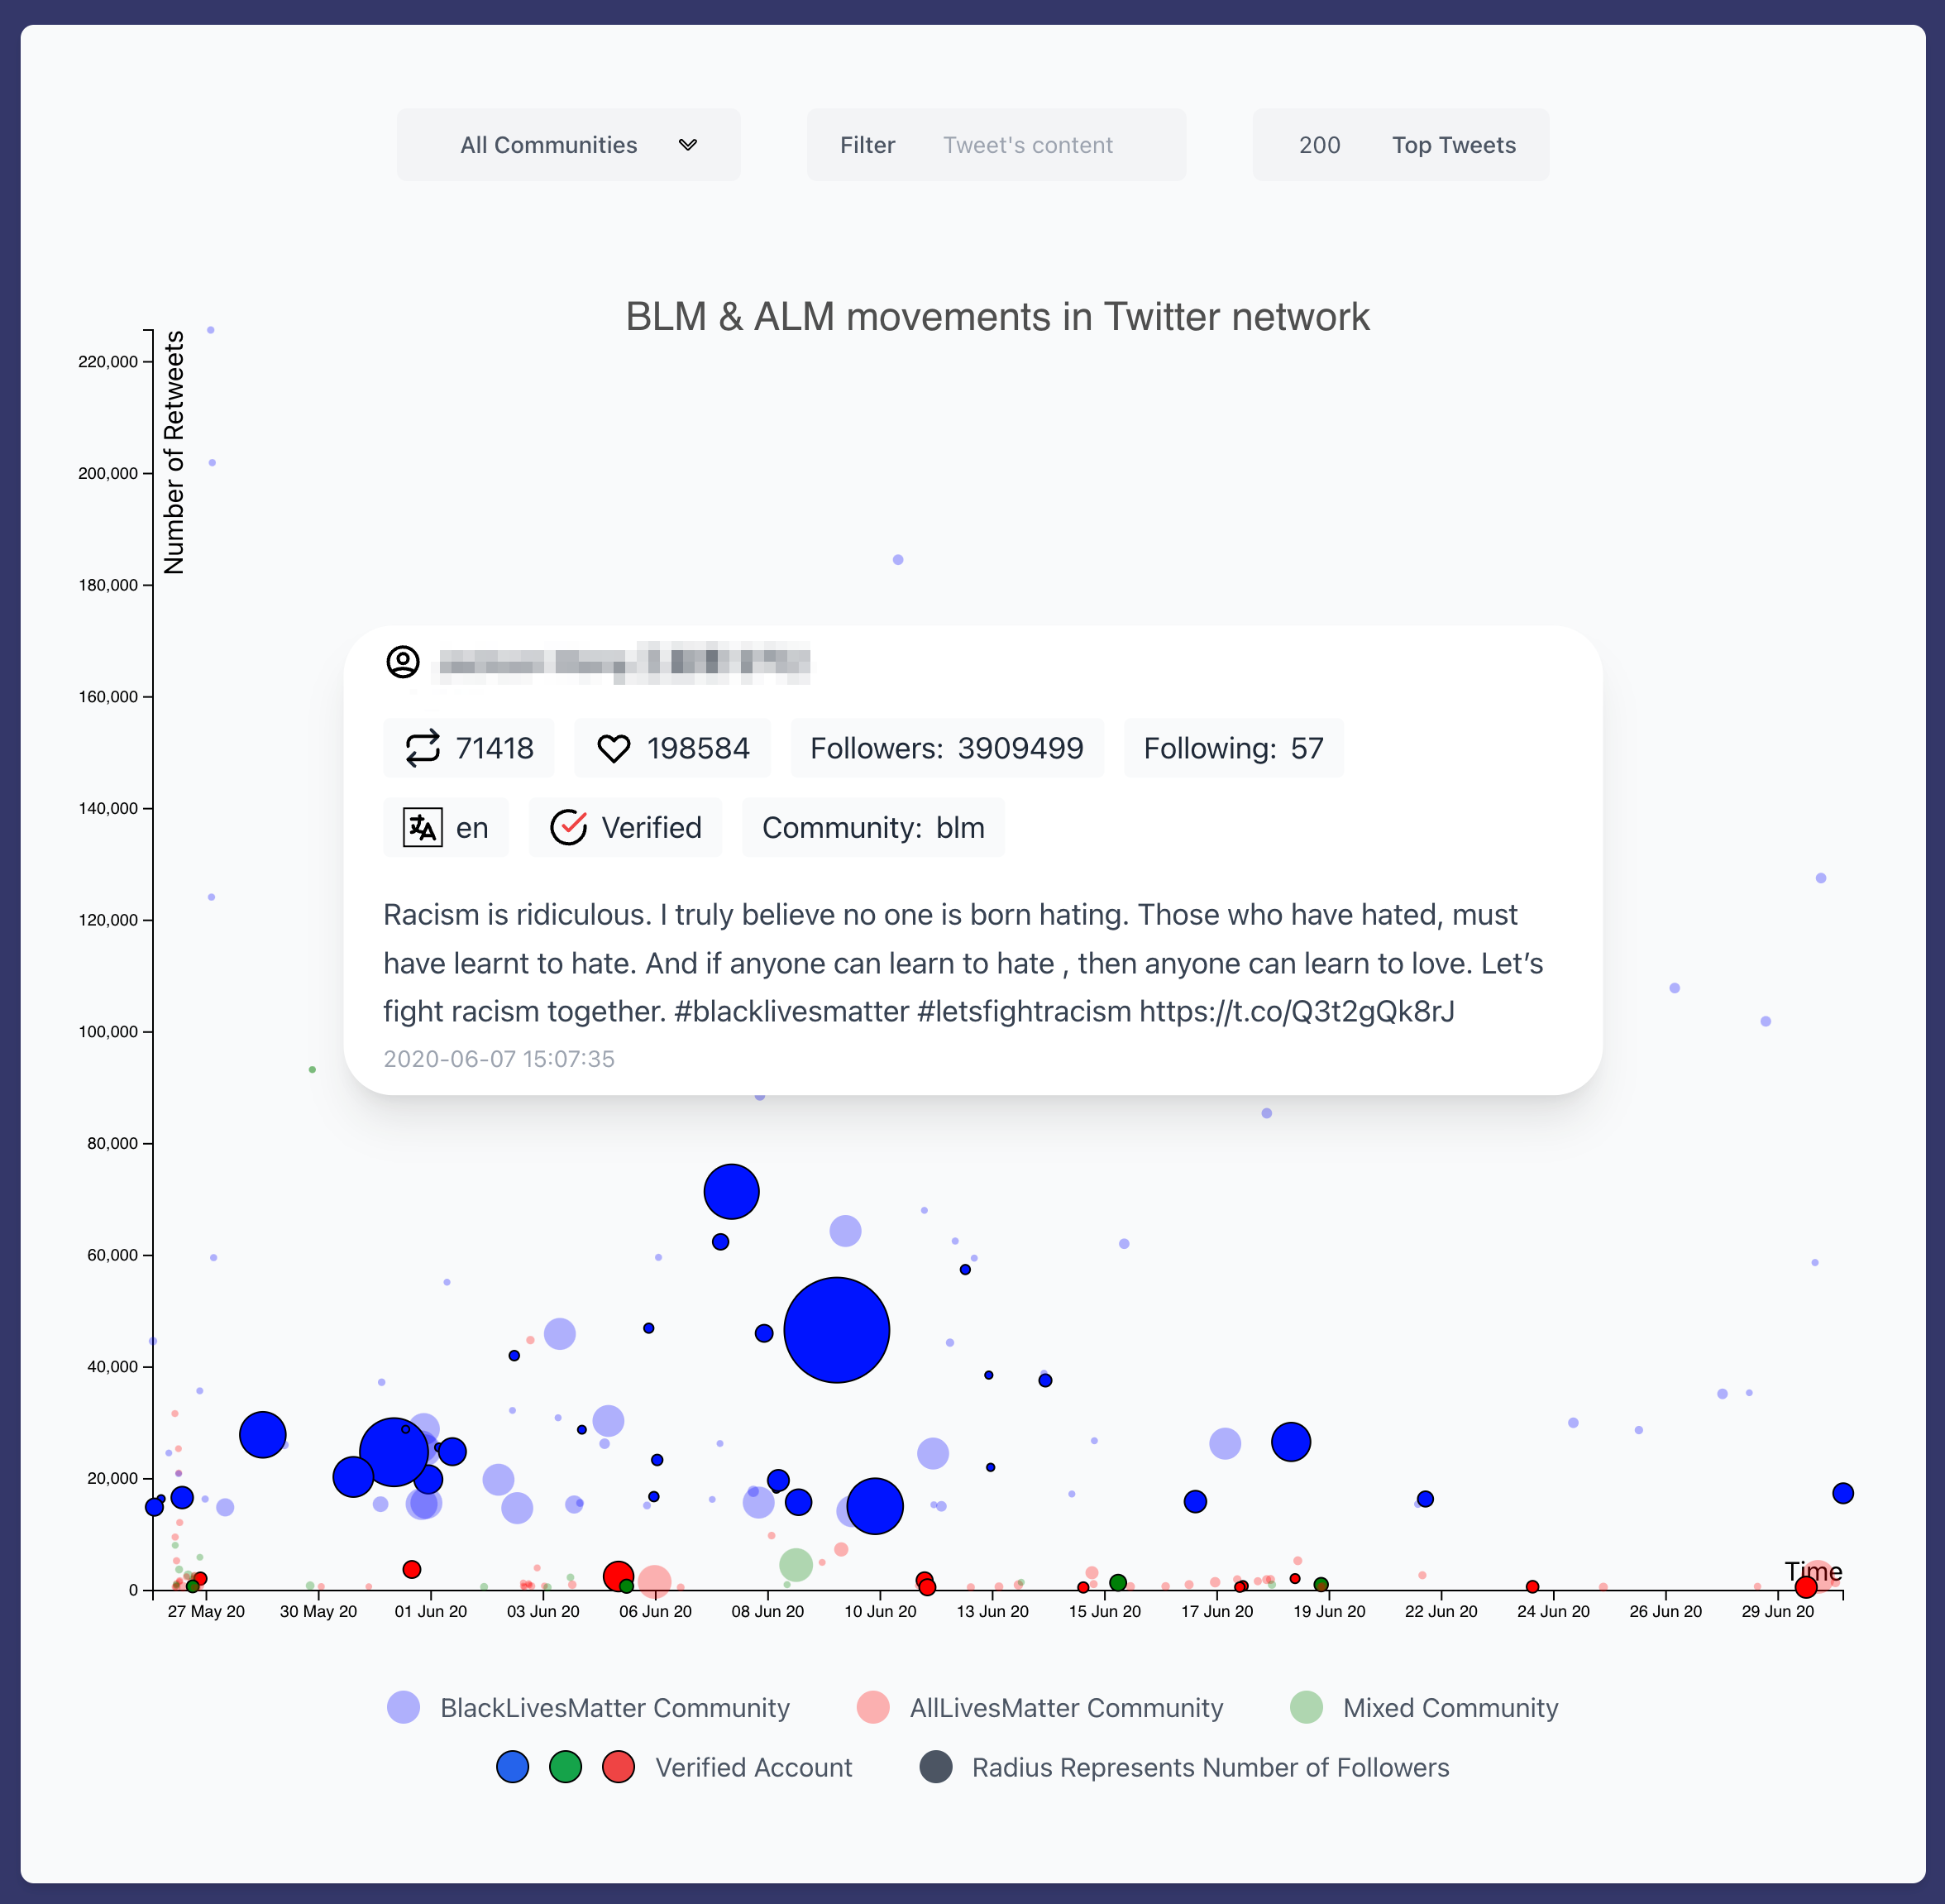 All Communities
Filter Tweet's content
200 Top Tweets
BLM & ALM movements in Twitter network
Number of Retweets
220,000
200,000
180,000
160,000
140,000
120,000
100,000
80,000
60,000
40,000
20,000
0
71418 198584 Followers: 3909499 Following: 57
en Verified Community: blm
Racism is ridiculous. I truly believe no one is born hating. Those who have hated, must
have learnt to hate. And if anyone can learn to hate , then anyone can learn to love. Let’s
fight racism together. #blacklivesmatter #letsfightracism https://t.co/Q3t2gQk8rJ
2020-06-07 15:07:35
Time
27 May 20 30 May 20 01 Jun 20 03 Jun 20 06 Jun 20 08 Jun 20 10 Jun 20 13 Jun 20 15 Jun 20 17 Jun 20 19 Jun 20 22 Jun 20 24 Jun 20 26 Jun 20 29 Jun 20
BlackLivesMatter Community AllLivesMatter Community Mixed Community
Verified Account Radius Represents Number of Followers